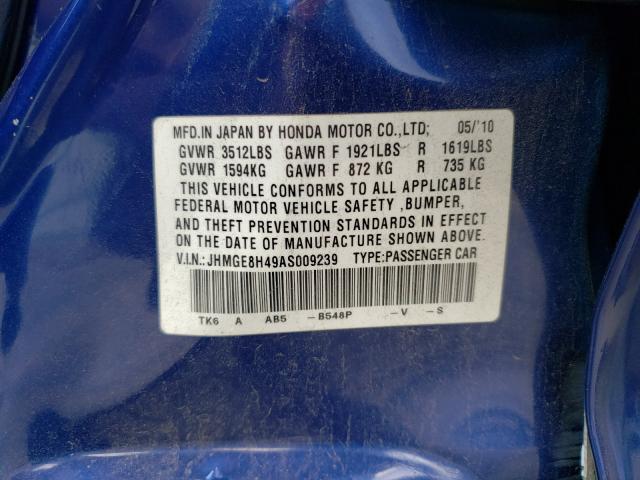 MFD.IN JAPAN BY HONDA MOTOR CO.,LTD; 05/'10
GVWR 3512LBS GAWR F 1921LBS R 1619LBS
GVWR 1594KG GAWR F 872 KG R 735 KG
THIS VEHICLE CONFORMS TO ALL APPLICABLE
FEDERAL MOTOR VEHICLE SAFETY ,BUMPER,
AND THEFT PREVENTION STANDARDS IN EFFECT
ON THE DATE OF MANUFACTURE SHOWN ABOVE.
V.I.N.:JHMGE8H49AS009239 TYPE:PASSENGER CAR
TK6 A AB5 -B548P -V -S